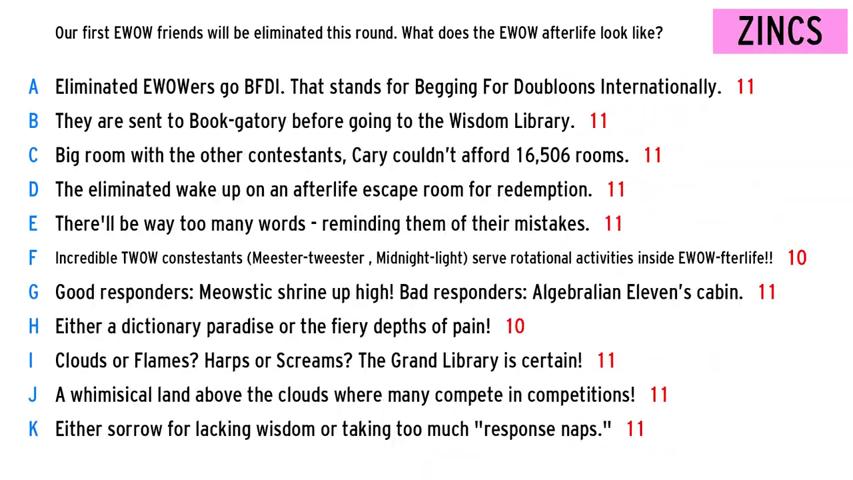 Our first EWOW friends will be eliminated this round. What does the EWOW afterlife look like?
ZINCS
A Eliminated EWOWers go BFDI. That stands for Begging For Doubloons Internationally. 11
B They are sent to Book-gatory before going to the Wisdom Library. 11
C Big room with the other contestants, Cary couldn't afford 16,506 rooms. 11
D The eliminated wake up on an afterlife escape room for redemption. 11
E There'll be way too many words - reminding them of their mistakes. 11
F Incredible TWOW constestants (Meester-tweester , Midnight-light) serve rotational activities inside EWOW-fterlife!! 10
G Good responders: Meowstic shrine up high! Bad responders: Algebralian Eleven's cabin. 11
H Either a dictionary paradise or the fiery depths of pain! 10
I Clouds or Flames? Harps or Screams? The Grand Library is certain! 11
J A whimisical land above the clouds where many compete in competitions! 11
K Either sorrow for lacking wisdom or taking too much "response naps." 11